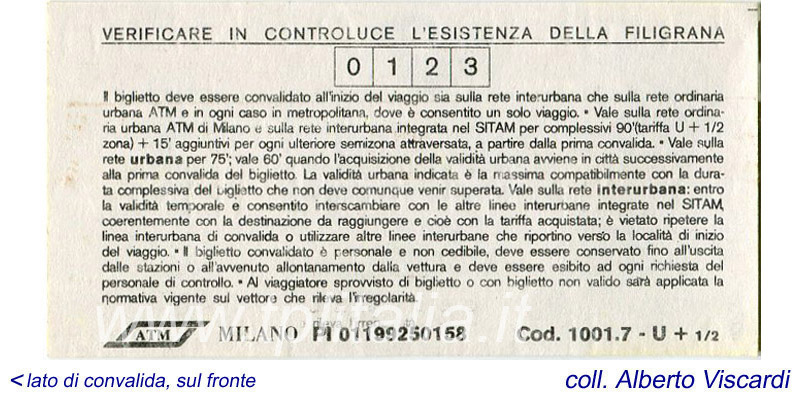 VERIFICARE IN CONTROLUCE L'ESISTENZA DELLA FILIGRANA
0 1 2 3
Il biglietto deve essere convalidato all'inizio del viaggio sia sulla rete interurbana che sulla rete ordinaria
urbana ATM e in ogni caso in metropolitana, dove è consentito un solo viaggio. • Vale sulla rete ordina-
ria urbana ATM di Milano e sulla rete interurbana integrata nel SITAM per complessivi 90'(tariffa U + 1/2
zona) + 15' aggiuntivi per ogni ulteriore semizona attraversata, a partire dalla prima convalida. • Vale sulla
rete urbana per 75'; vale 60' quando l'acquisizione della validità urbana avviene in città successivamente
alla prima convalida del biglietto. La validità urbana indicata è la massima compatibilmente con la dura-
ta complessiva del biglietto che non deve comunque venir superata. Vale sulla rete interurbana: entro
la validità temporale e consentito interscambiare con le altre linee interurbane integrate nel SITAM,
coerentemente con la destinazione da raggiungere e cioè con la tariffa acquistata; è vietato ripetere la
linea interurbana di convalida o utilizzare altre linee interurbane che riportino verso la località di inizio
del viaggio. • Il biglietto convalidato è personale e non cedibile, deve essere conservato fino all'uscita
dalle stazioni o all'avvenuto allontanamento dalla vettura e deve essere esibito ad ogni richiesta del
personale di controllo. • Al viaggiatore sprovvisto di biglietto o con biglietto non valido sarà applicata la
normativa vigente sul vettore che rileva l'irregolarità.
www.tplitalia.it
ATM MILANO PI 01199250158 Cod. 1001.7 - U + 1/2
< lato di convalida, sul fronte coll. Alberto Viscardi